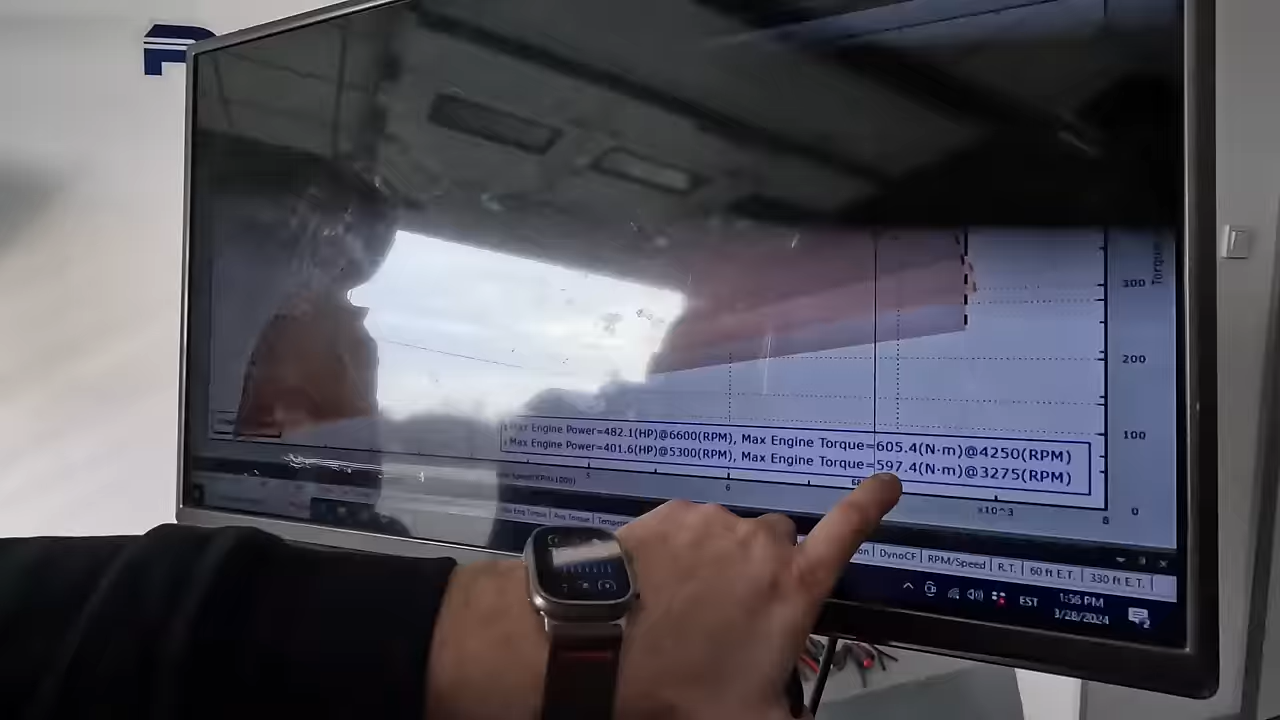 Torque
300
200
100
0
Max Engine Power=482.1(HP)@6600(RPM), Max Engine Torque=605.4(N·m)@4250(RPM)
Max Engine Power=401.6(HP)@5300(RPM), Max Engine Torque=597.4(N·m)@3275(RPM)
5
6
x10^3
8
DynoCF
RPM/Speed
R.T.
60 ft E.T.
330 ft E.T.
EST
1:56 PM
3/28/2024